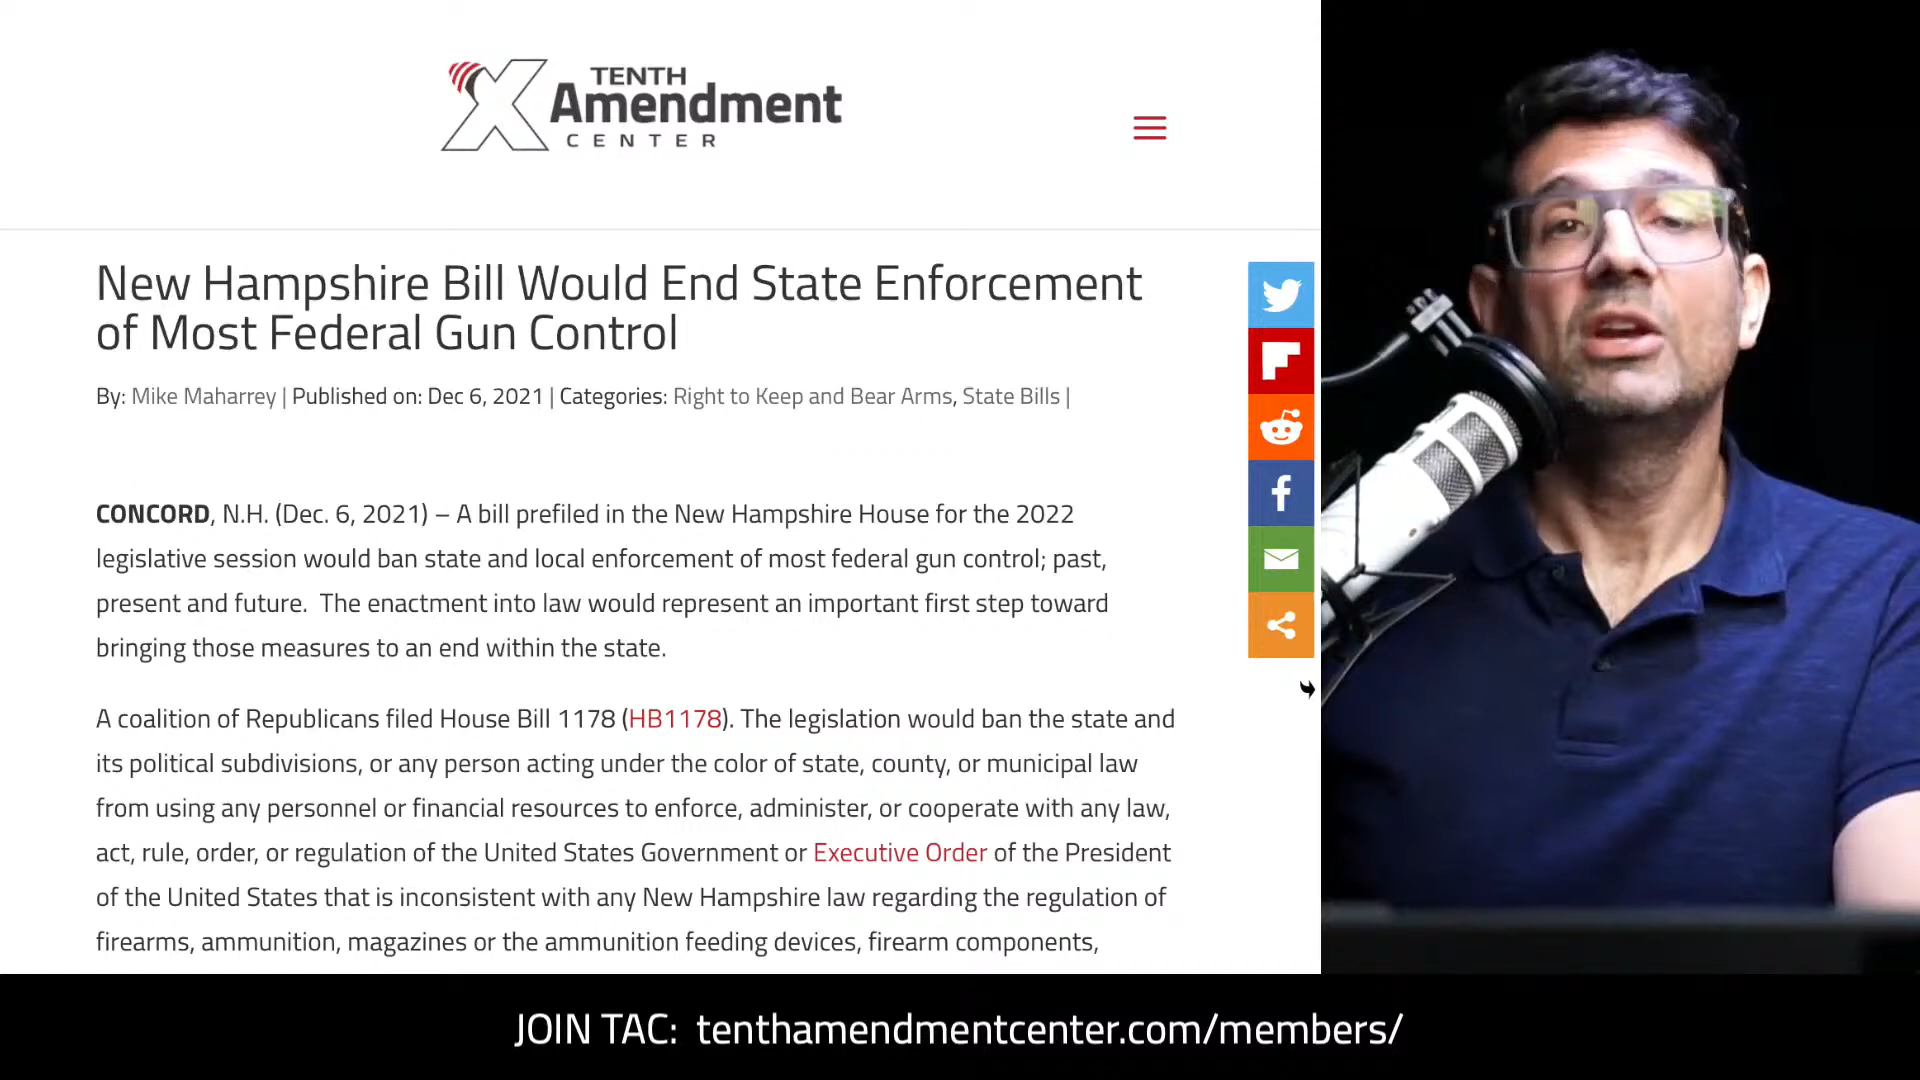 TENTH
Amendment
CENTER
New Hampshire Bill Would End State Enforcement
of Most Federal Gun Control
By: Mike Maharrey | Published on: Dec 6, 2021 | Categories: Right to Keep and Bear Arms, State Bills |
CONCORD, N.H. (Dec. 6, 2021) – A bill prefiled in the New Hampshire House for the 2022
legislative session would ban state and local enforcement of most federal gun control; past,
present and future.  The enactment into law would represent an important first step toward
bringing those measures to an end within the state.
A coalition of Republicans filed House Bill 1178 (HB1178). The legislation would ban the state and
its political subdivisions, or any person acting under the color of state, county, or municipal law
from using any personnel or financial resources to enforce, administer, or cooperate with any law,
act, rule, order, or regulation of the United States Government or Executive Order of the President
of the United States that is inconsistent with any New Hampshire law regarding the regulation of
firearms, ammunition, magazines or the ammunition feeding devices, firearm components,
JOIN TAC: tenthamendmentcenter.com/members/